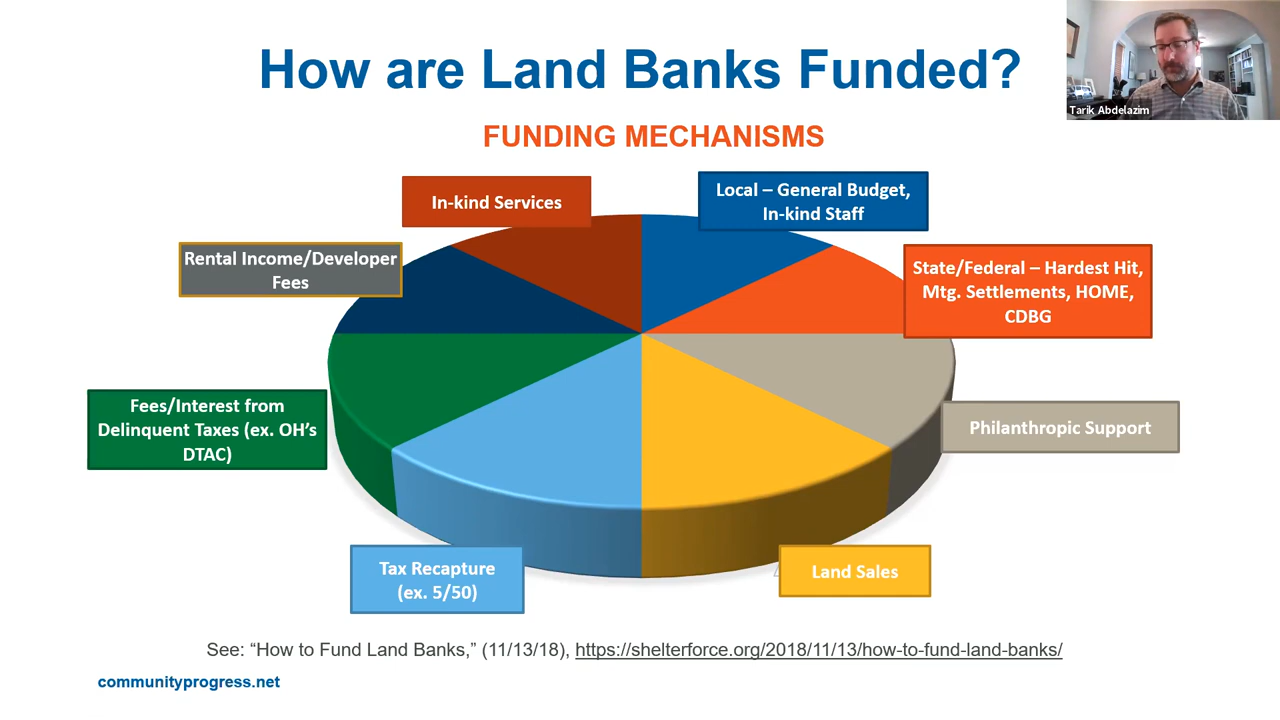 How are Land Banks Funded?
Tarik Abdelazim
FUNDING MECHANISMS
In-kind Services
Local – General Budget,
In-kind Staff
Rental Income/Developer
Fees
State/Federal – Hardest Hit,
Mtg. Settlements, HOME,
CDBG
Fees/Interest from
Delinquent Taxes (ex. OH’s
DTAC)
Philanthropic Support
Tax Recapture
(ex. 5/50)
Land Sales
See: “How to Fund Land Banks,” (11/13/18), https://shelterforce.org/2018/11/13/how-to-fund-land-banks/
communityprogress.net